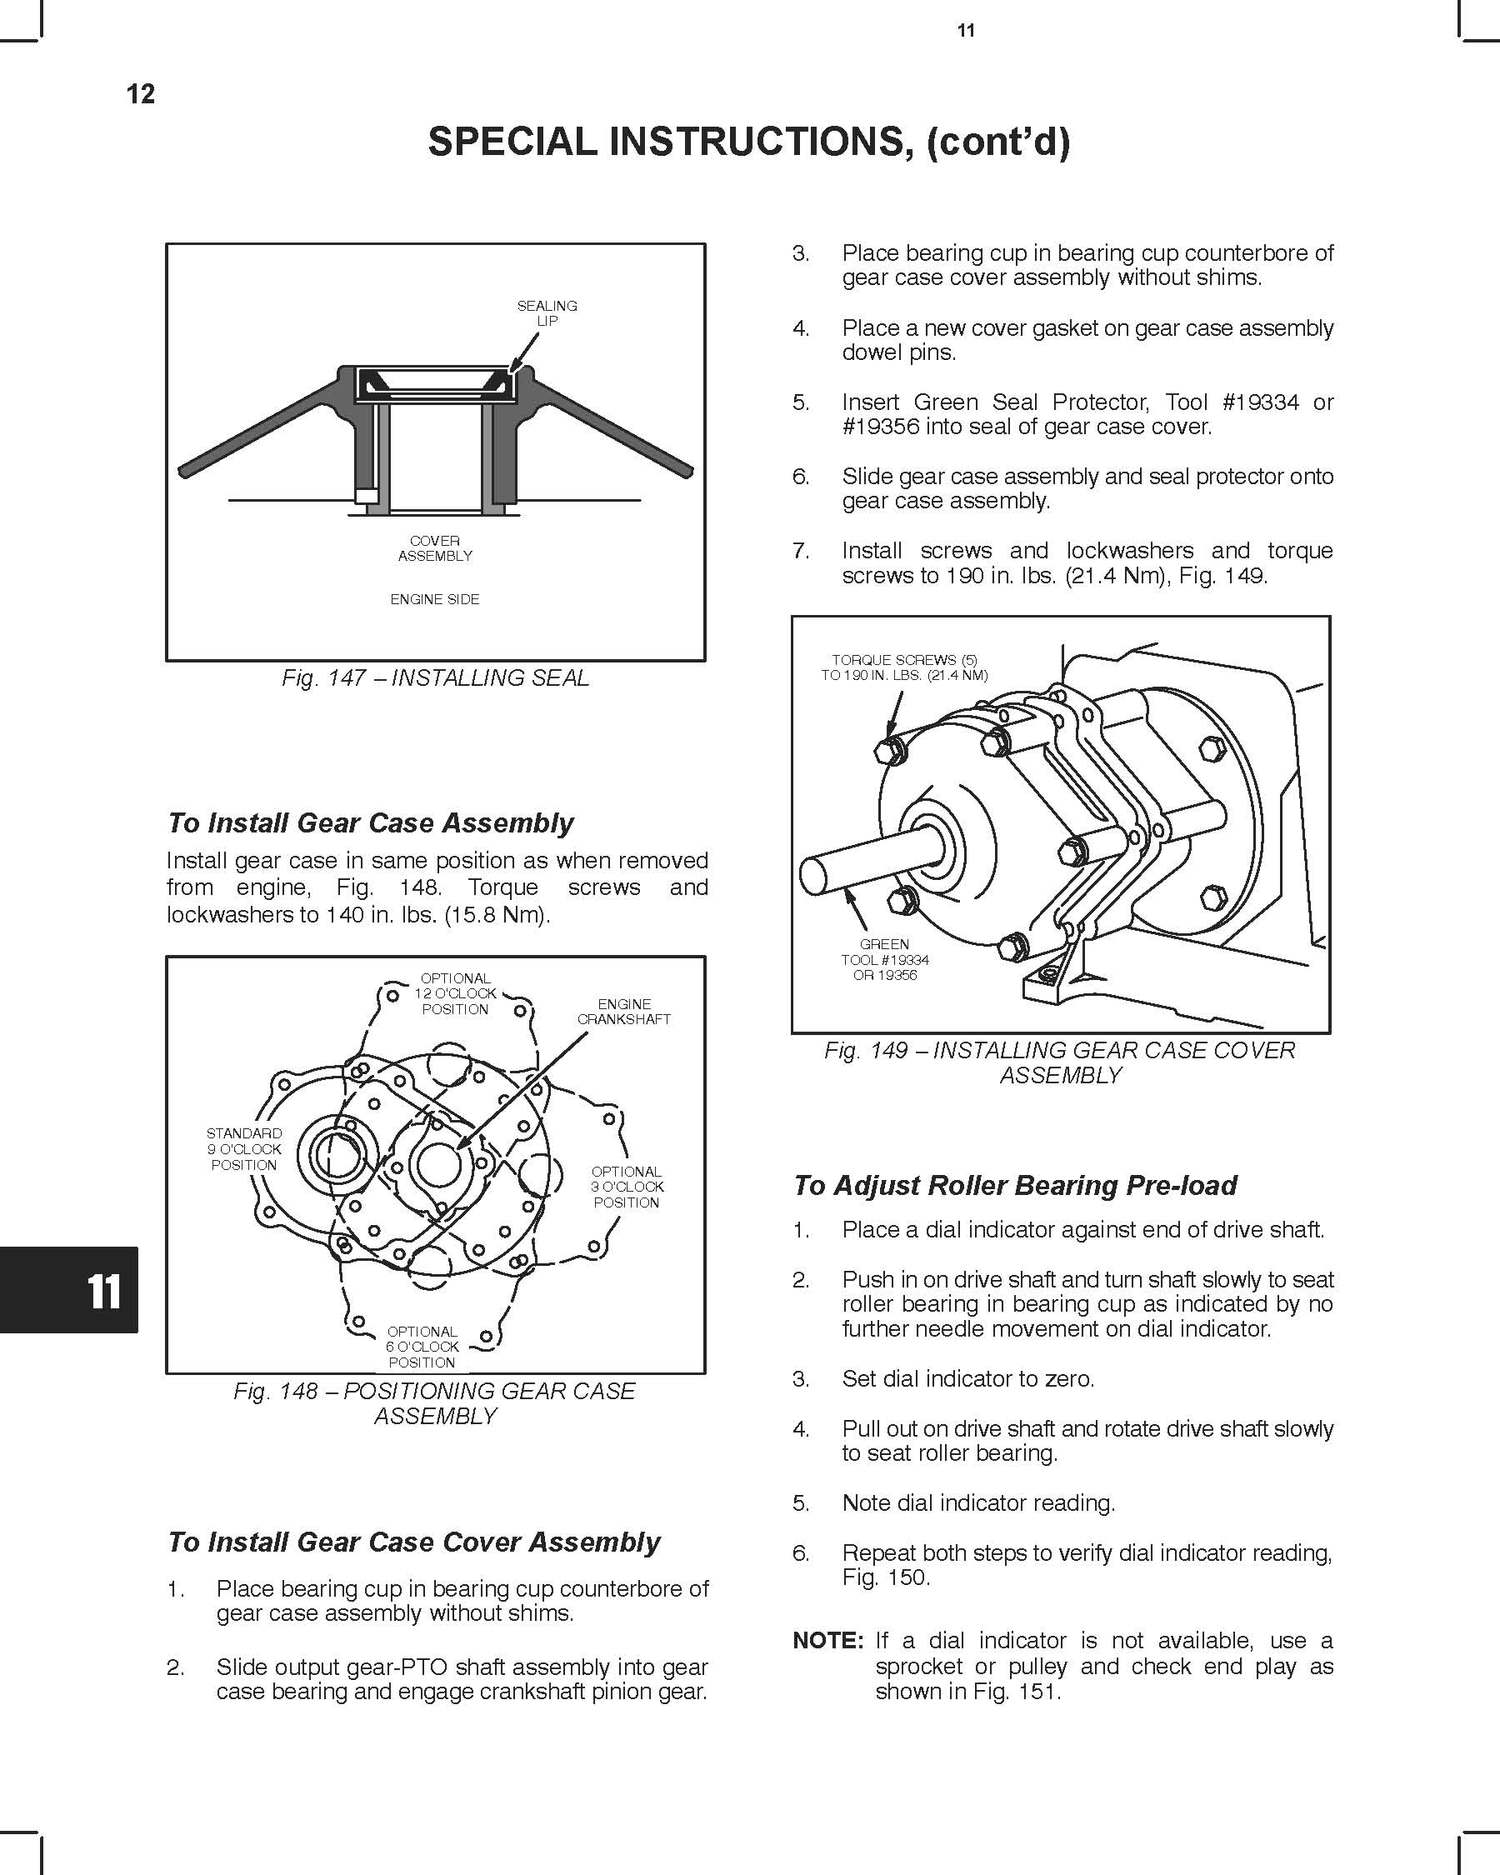 11
12
SPECIAL INSTRUCTIONS, (cont’d)
SEALING
LIP
COVER
ASSEMBLY
ENGINE SIDE
Fig. 147 – INSTALLING SEAL
To Install Gear Case Assembly
Install gear case in same position as when removed
from engine, Fig. 148. Torque screws and
lockwashers to 140 in. lbs. (15.8 Nm).
OPTIONAL
12 O'CLOCK
POSITION
ENGINE
CRANKSHAFT
STANDARD
9 O'CLOCK
POSITION
OPTIONAL
3 O'CLOCK
POSITION
OPTIONAL
6 O'CLOCK
POSITION
Fig. 148 – POSITIONING GEAR CASE
ASSEMBLY
11
To Install Gear Case Cover Assembly
1. Place bearing cup in bearing cup counterbore of
gear case assembly without shims.
2. Slide output gear-PTO shaft assembly into gear
case bearing and engage crankshaft pinion gear.
3. Place bearing cup in bearing cup counterbore of
gear case cover assembly without shims.
4. Place a new cover gasket on gear case assembly
dowel pins.
5. Insert Green Seal Protector, Tool #19334 or
#19356 into seal of gear case cover.
6. Slide gear case assembly and seal protector onto
gear case assembly.
7. Install screws and lockwashers and torque
screws to 190 in. lbs. (21.4 Nm), Fig. 149.
TORQUE SCREWS (5)
TO 190 IN. LBS. (21.4 NM)
GREEN
TOOL #19334
OR 19356
Fig. 149 – INSTALLING GEAR CASE COVER
ASSEMBLY
To Adjust Roller Bearing Pre-load
1. Place a dial indicator against end of drive shaft.
2. Push in on drive shaft and turn shaft slowly to seat
roller bearing in bearing cup as indicated by no
further needle movement on dial indicator.
3. Set dial indicator to zero.
4. Pull out on drive shaft and rotate drive shaft slowly
to seat roller bearing.
5. Note dial indicator reading.
6. Repeat both steps to verify dial indicator reading,
Fig. 150.
NOTE: If a dial indicator is not available, use a
sprocket or pulley and check end play as
shown in Fig. 151.